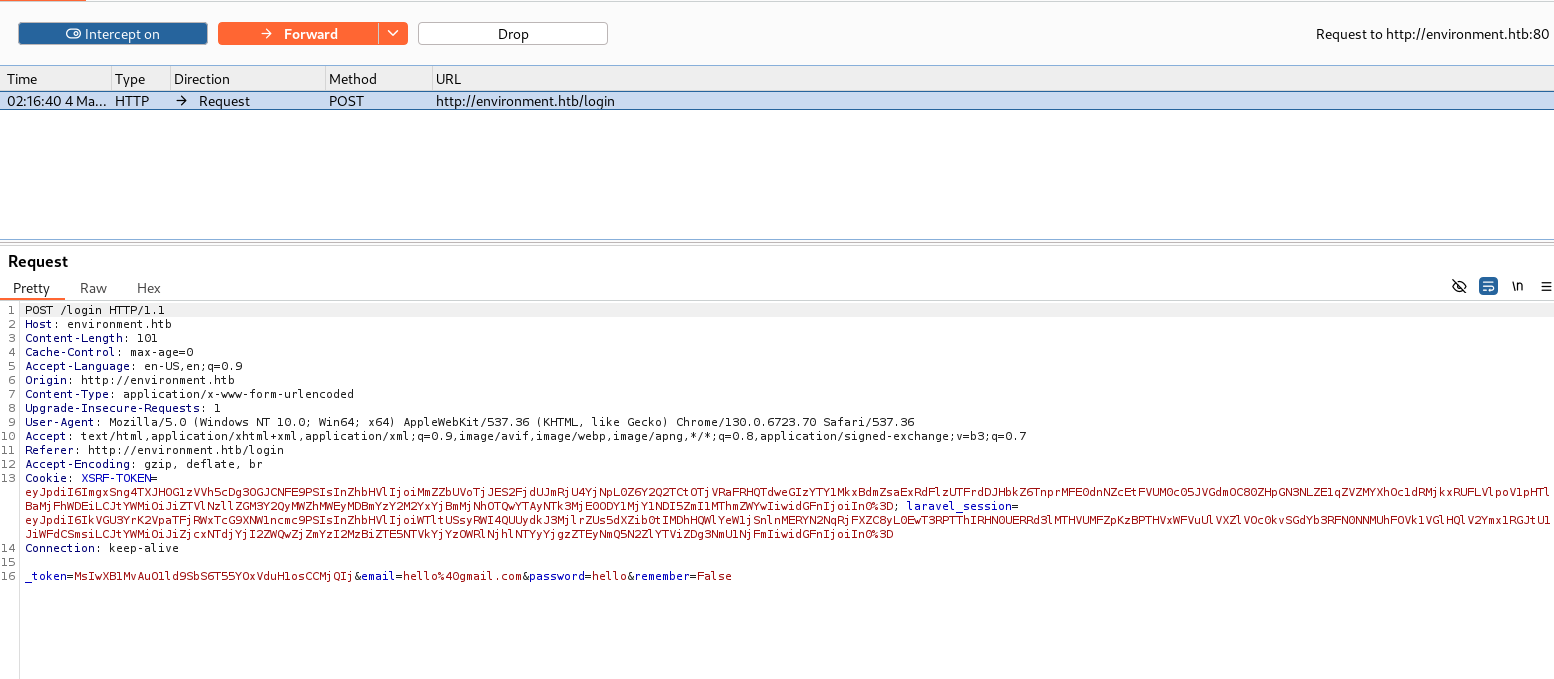 Intercept on
Forward
Drop
Request to http://environment.htb:80
Time Type Direction Method URL
02:16:40 4 Ma... HTTP → Request POST http://environment.htb/login
Request
Pretty Raw Hex
\n
1 POST /login HTTP/1.1
2 Host: environment.htb
3 Content-Length: 101
4 Cache-Control: max-age=0
5 Accept-Language: en-US,en;q=0.9
6 Origin: http://environment.htb
7 Content-Type: application/x-www-form-urlencoded
8 Upgrade-Insecure-Requests: 1
9 User-Agent: Mozilla/5.0 (Windows NT 10.0; Win64; x64) AppleWebKit/537.36 (KHTML, like Gecko) Chrome/130.0.6723.70 Safari/537.36
10 Accept: text/html,application/xhtml+xml,application/xml;q=0.9,image/avif,image/webp,image/apng,*/*;q=0.8,application/signed-exchange;v=b3;q=0.7
11 Referer: http://environment.htb/login
12 Accept-Encoding: gzip, deflate, br
13 Cookie: XSRF-TOKEN=
laravel_session=
14 Connection: keep-alive
15
16 &email=hello%40gmail.com&password=hello&remember=False